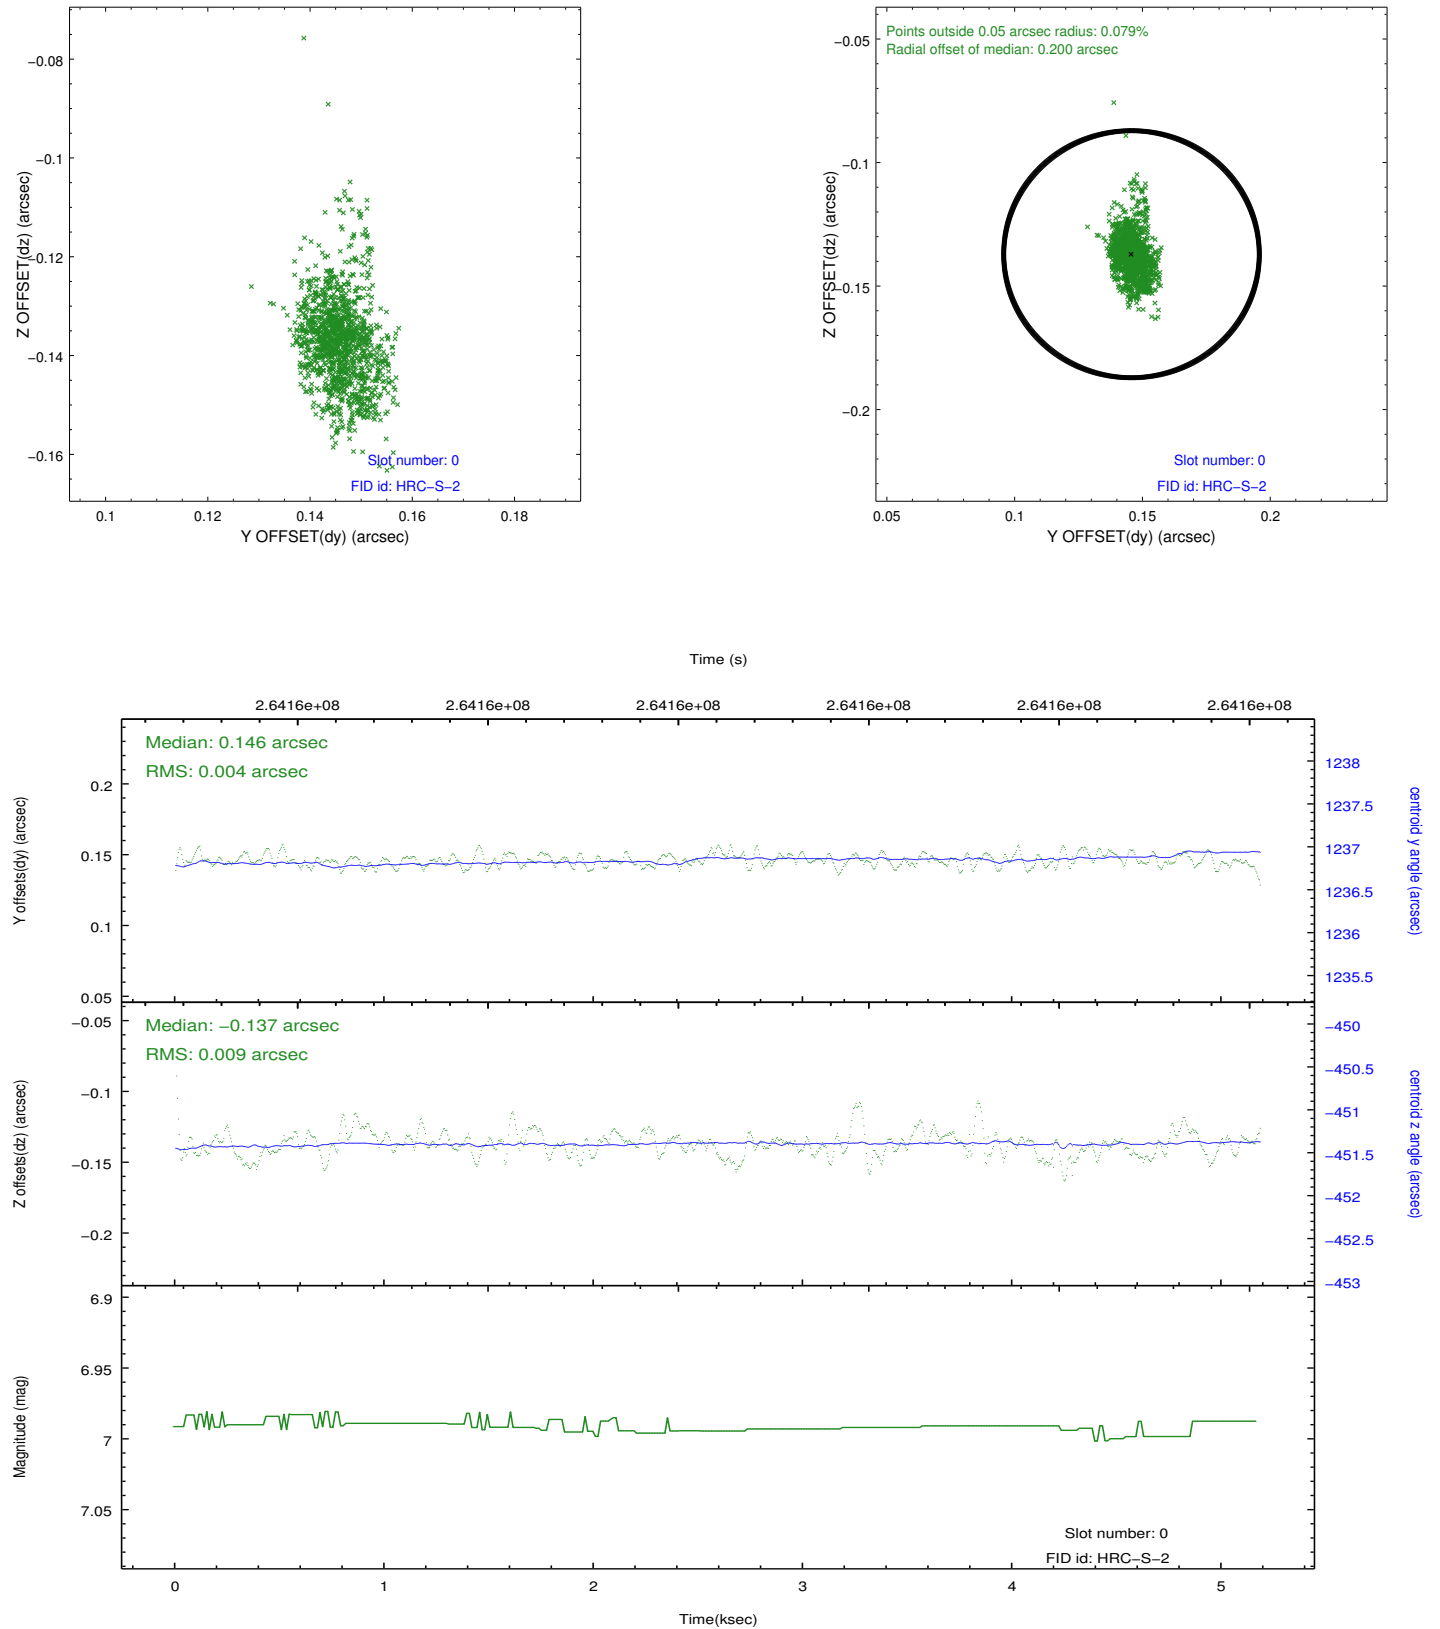 −0.08
−0.1
−0.12
−0.14
−0.16
Z OFFSET(dz) (arcsec)
Slot number: 0
FID id: HRC−S−2
0.1
0.12
0.14
0.16
0.18
Y OFFSET(dy) (arcsec)
Points outside 0.05 arcsec radius: 0.079%
Radial offset of median: 0.200 arcsec
−0.05
−0.1
−0.15
−0.2
Z OFFSET(dz) (arcsec)
Slot number: 0
FID id: HRC−S−2
0.05
0.1
0.15
0.2
Y OFFSET(dy) (arcsec)
Time (s)
2.6416e+08
2.6416e+08
2.6416e+08
2.6416e+08
2.6416e+08
2.6416e+08
Median: 0.146 arcsec
RMS: 0.004 arcsec
0.2
0.15
0.1
0.05
Y offsets(dy) (arcsec)
1238
1237.5
1237
1236.5
1236
1235.5
centroid y angle (arcsec)
Median: −0.137 arcsec
RMS: 0.009 arcsec
−0.05
−0.1
−0.15
−0.2
Z offsets(dz) (arcsec)
−450
−450.5
−451
−451.5
−452
−452.5
−453
centroid z angle (arcsec)
6.9
6.95
7
7.05
Magnitude (mag)
Slot number: 0
FID id: HRC−S−2
0
1
2
3
4
5
Time(ksec)